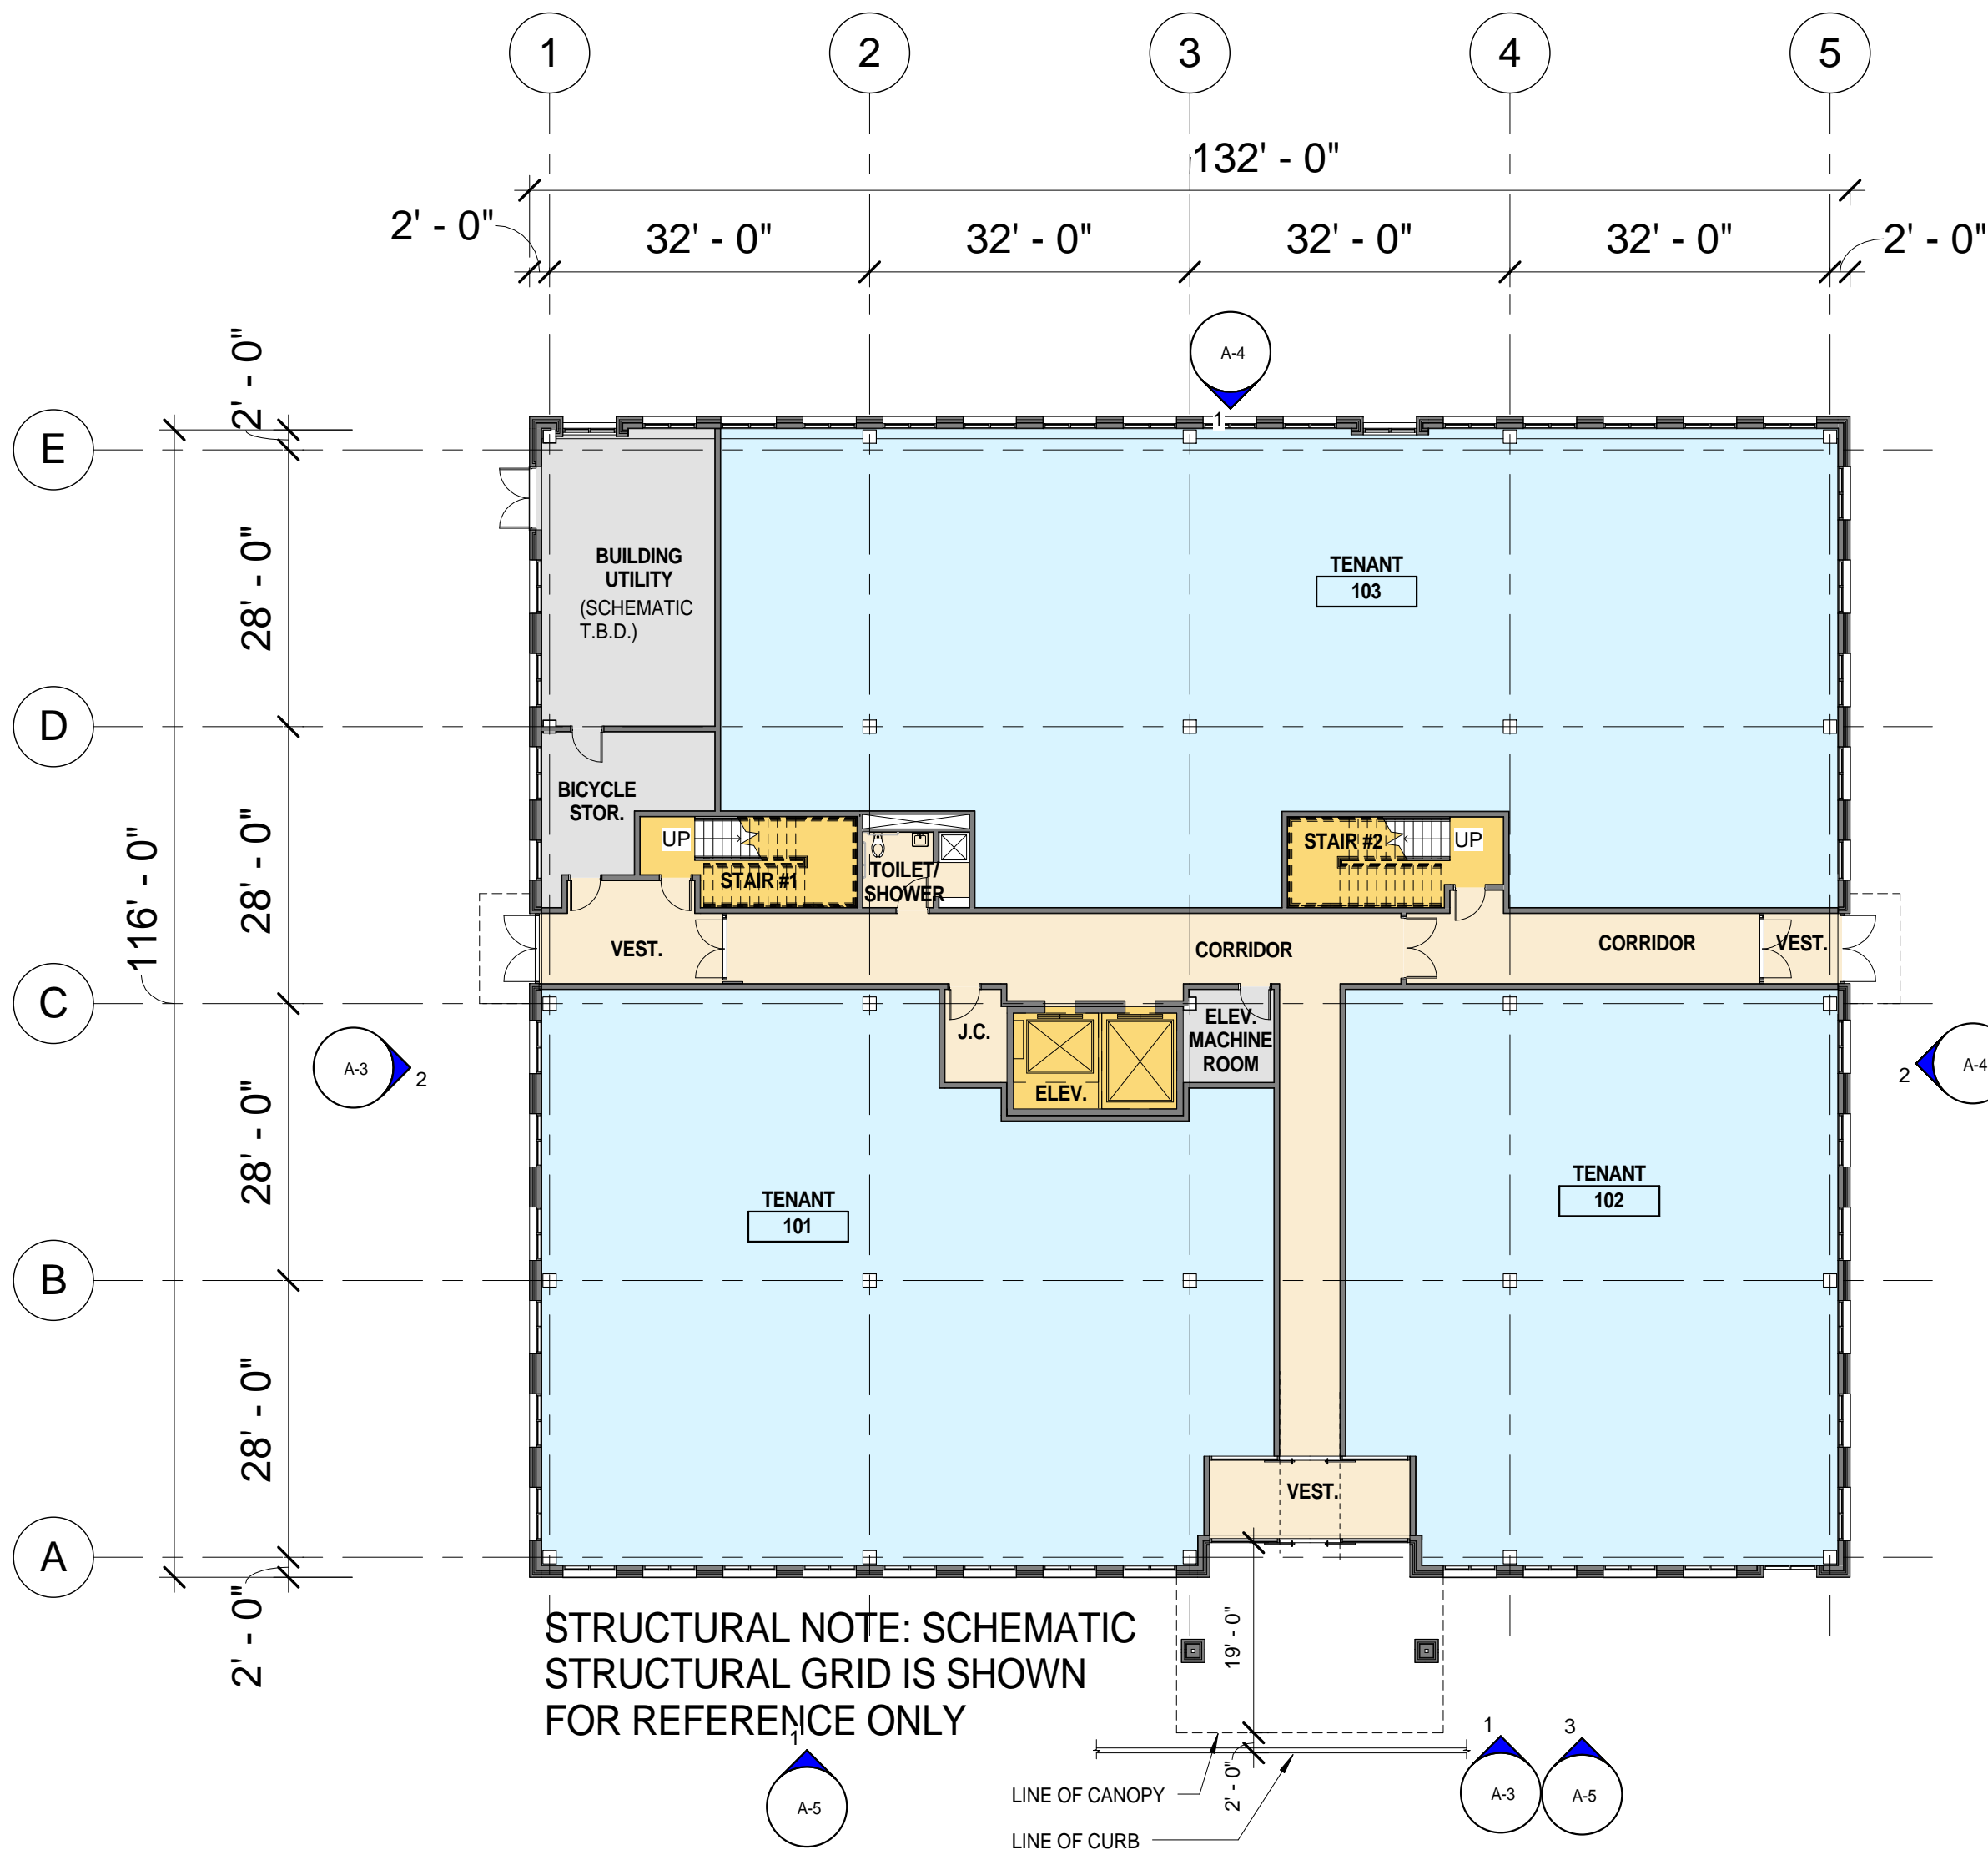 1 2 3 4 5
132' - 0"
2' - 0" 32' - 0" 32' - 0" 32' - 0" 32' - 0" 2' - 0"
A-4
1
2' - 0"
E
28' - 0"
BUILDING
UTILITY
(SCHEMATIC
T.B.D.)
TENANT
103
D
BICYCLE
STOR.
UP
STAIR #1
TOILET/
SHOWER
STAIR #2
UP
28' - 0"
116' - 0"
VEST.
CORRIDOR
CORRIDOR
VEST.
C
J.C.
ELEV.
ELEV.
MACHINE
ROOM
A-3
2
2
A-4
28' - 0"
TENANT
101
TENANT
102
B
28' - 0"
VEST.
A
2' - 0"
STRUCTURAL NOTE: SCHEMATIC
STRUCTURAL GRID IS SHOWN
FOR REFERENCE ONLY
19' - 0"
2' - 0"
1
A-5
LINE OF CANOPY
LINE OF CURB
1
A-3
3
A-5